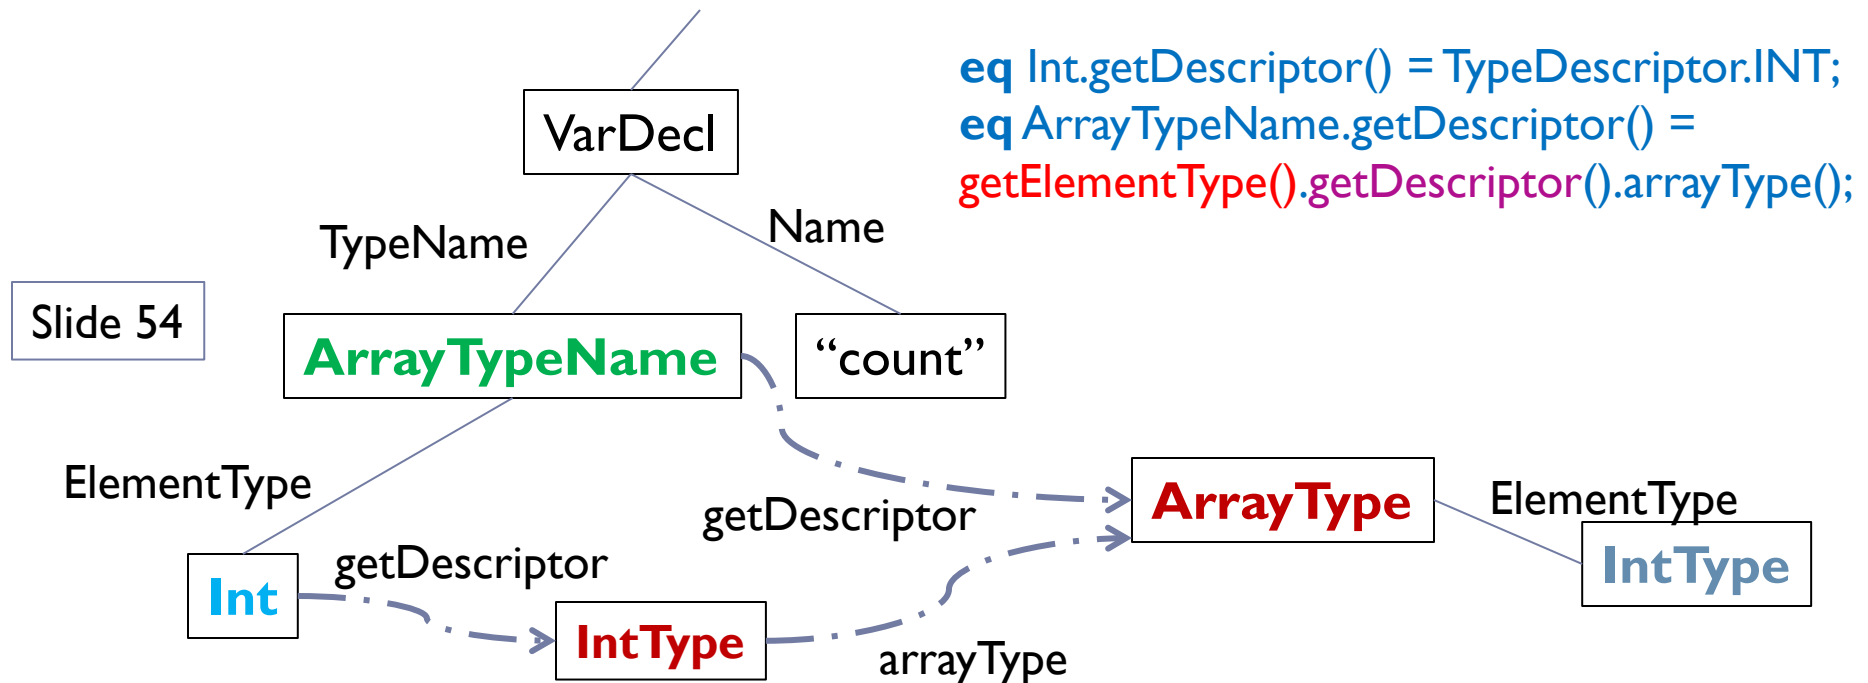 eq Int.getDescriptor() = TypeDescriptor.INT;
eq ArrayTypeName.getDescriptor() =
getElementType().getDescriptor().arrayType();
VarDecl
TypeName
Name
Slide 54
ArrayTypeName
“count”
ElementType
getDescriptor
ArrayType
ElementType
IntType
Int
getDescriptor
IntType
arrayType